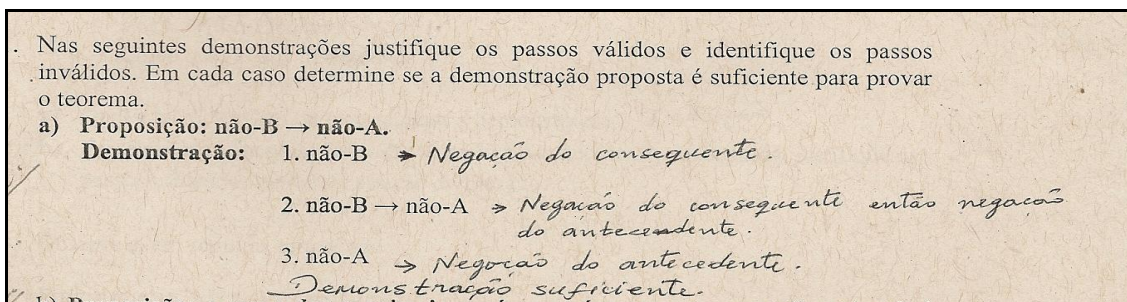 . Nas seguintes demonstrações justifique os passos válidos e identifique os passos
inválidos. Em cada caso determine se a demonstração proposta é suficiente para provar
o teorema.
a) Proposição: não-B → não-A.
Demonstração: 1. não-B → Negação do consequente.
2. não-B → não-A → Negação do consequente então negação
do antecedente.
3. não-A → Negação do antecedente.
Demonstração suficiente.